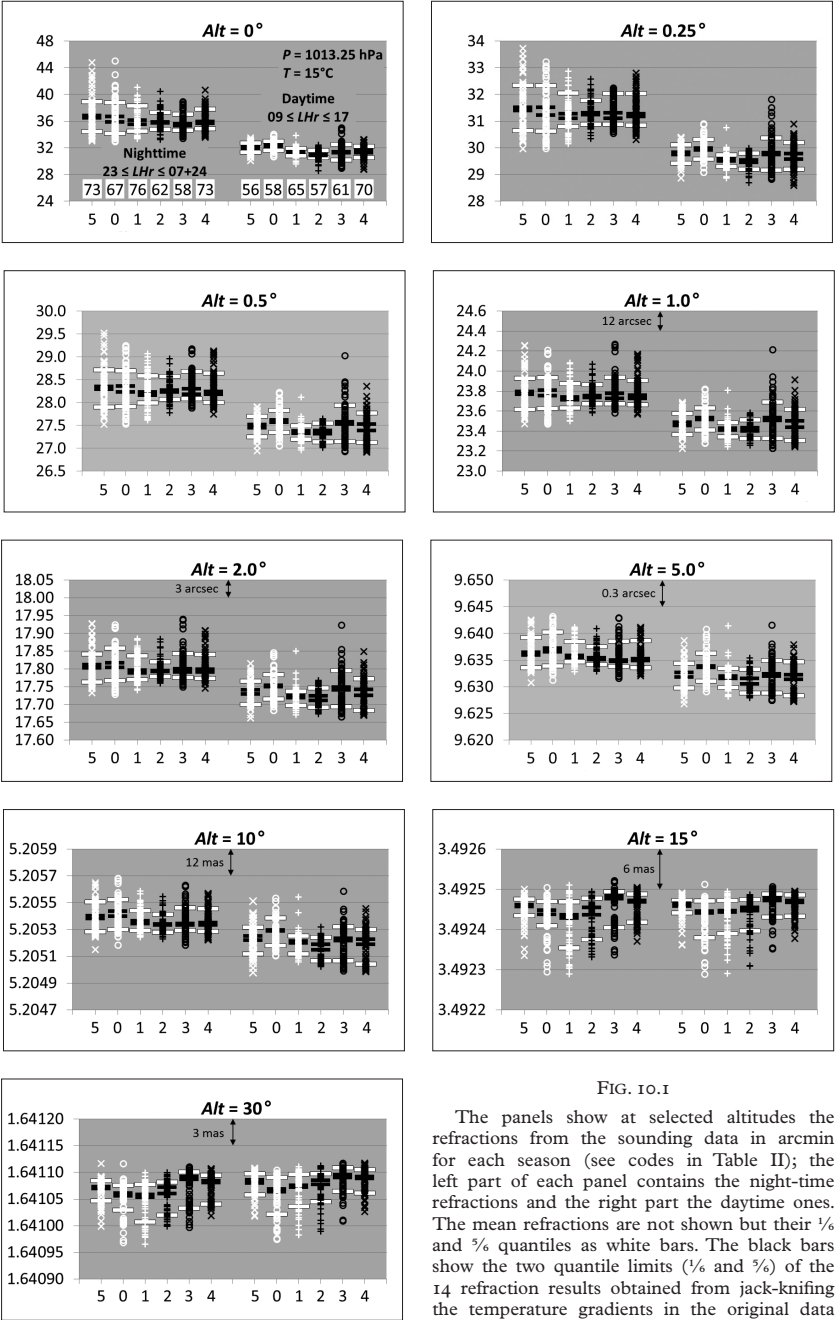 Alt = 0°
P = 1013.25 hPa
T = 15°C
Daytime
09 ≤ LHr ≤ 17
Nighttime
23 ≤ LHr ≤ 07+24
48
44
40
36
32
28
24
73 67 76 62 58 73 56 58 65 57 61 70
5 0 1 2 3 4 5 0 1 2 3 4
Alt = 0.25°
34
33
32
31
30
29
28
5 0 1 2 3 4 5 0 1 2 3 4
Alt = 0.5°
30.0
29.5
29.0
28.5
28.0
27.5
27.0
26.5
5 0 1 2 3 4 5 0 1 2 3 4
Alt = 1.0°
12 arcsec
24.6
24.4
24.2
24.0
23.8
23.6
23.4
23.2
23.0
5 0 1 2 3 4 5 0 1 2 3 4
Alt = 2.0°
3 arcsec
18.05
18.00
17.95
17.90
17.85
17.80
17.75
17.70
17.65
17.60
5 0 1 2 3 4 5 0 1 2 3 4
Alt = 5.0°
0.3 arcsec
9.650
9.645
9.640
9.635
9.630
9.625
9.620
5 0 1 2 3 4 5 0 1 2 3 4
Alt = 10°
12 mas
5.2059
5.2057
5.2055
5.2053
5.2051
5.2049
5.2047
5 0 1 2 3 4 5 0 1 2 3 4
Alt = 15°
6 mas
3.4926
3.4925
3.4924
3.4923
3.4922
5 0 1 2 3 4 5 0 1 2 3 4
Alt = 30°
3 mas
1.64120
1.64115
1.64110
1.64105
1.64100
1.64095
1.64090
5 0 1 2 3 4 5 0 1 2 3 4
FIG. 10.1
The panels show at selected altitudes the
refractions from the sounding data in arcmin
for each season (see codes in Table II); the
left part of each panel contains the night-time
refractions and the right part the daytime ones.
The mean refractions are not shown but their ⅙
and ⅚ quantiles as white bars. The black bars
show the two quantile limits (⅙ and ⅚) of the
14 refraction results obtained from jack-knifing
the temperature gradients in the original data